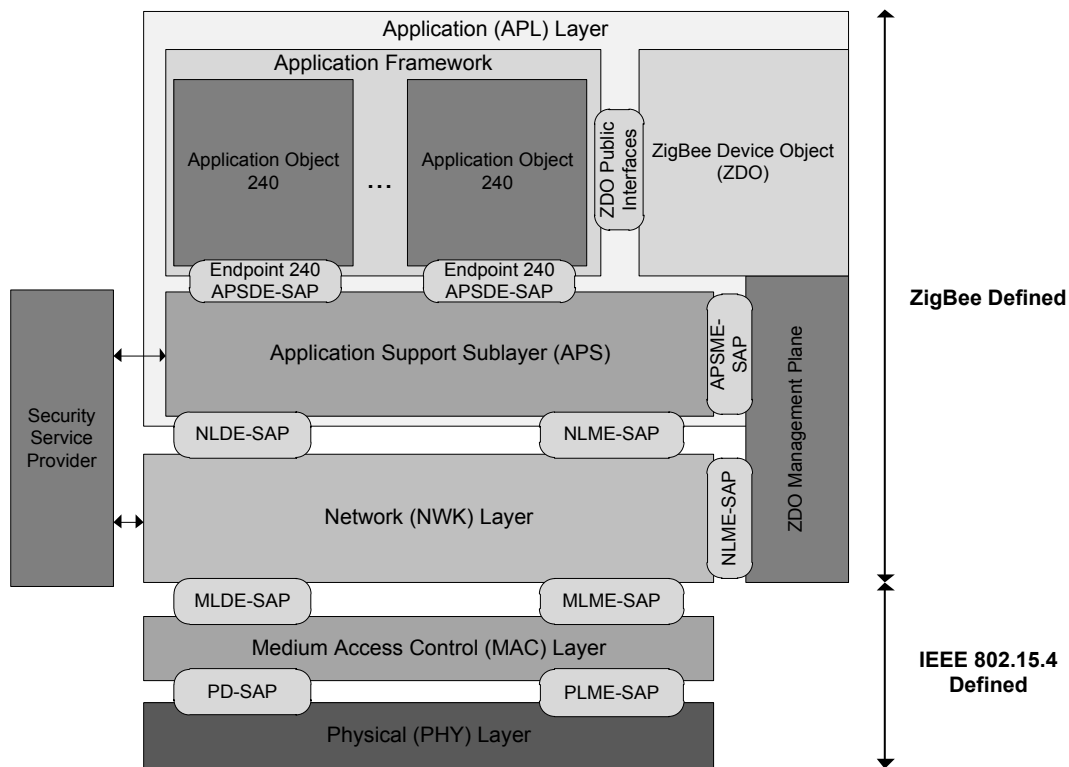 Application (APL) Layer
Application Framework
Application Object
240
...
Application Object
240
ZDO Public
Interfaces
ZigBee Device Object
(ZDO)
Endpoint 240
APSDE-SAP
Endpoint 240
APSDE-SAP
ZigBee Defined
Application Support Sublayer (APS)
APSME-
SAP
Security
Service
Provider
ZDO Management Plane
NLDE-SAP
NLME-SAP
Network (NWK) Layer
NLME-SAP
MLDE-SAP
MLME-SAP
Medium Access Control (MAC) Layer
IEEE 802.15.4
Defined
PD-SAP
PLME-SAP
Physical (PHY) Layer